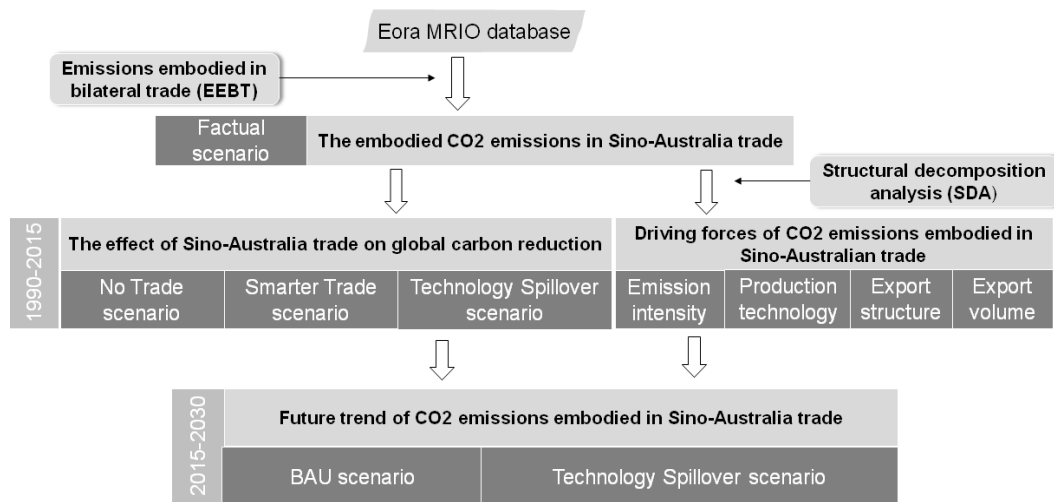 Eora MRIO database
Emissions embodied in
bilateral trade (EEBT)
Factual
scenario
The embodied CO2 emissions in Sino-Australia trade
Structural decomposition
analysis (SDA)
1990-2015
The effect of Sino-Australia trade on global carbon reduction
No Trade
scenario
Smarter Trade
scenario
Technology Spillover
scenario
Driving forces of CO2 emissions embodied in
Sino-Australian trade
Emission
intensity
Production
technology
Export
structure
Export
volume
2015-2030
Future trend of CO2 emissions embodied in Sino-Australia trade
BAU scenario
Technology Spillover scenario